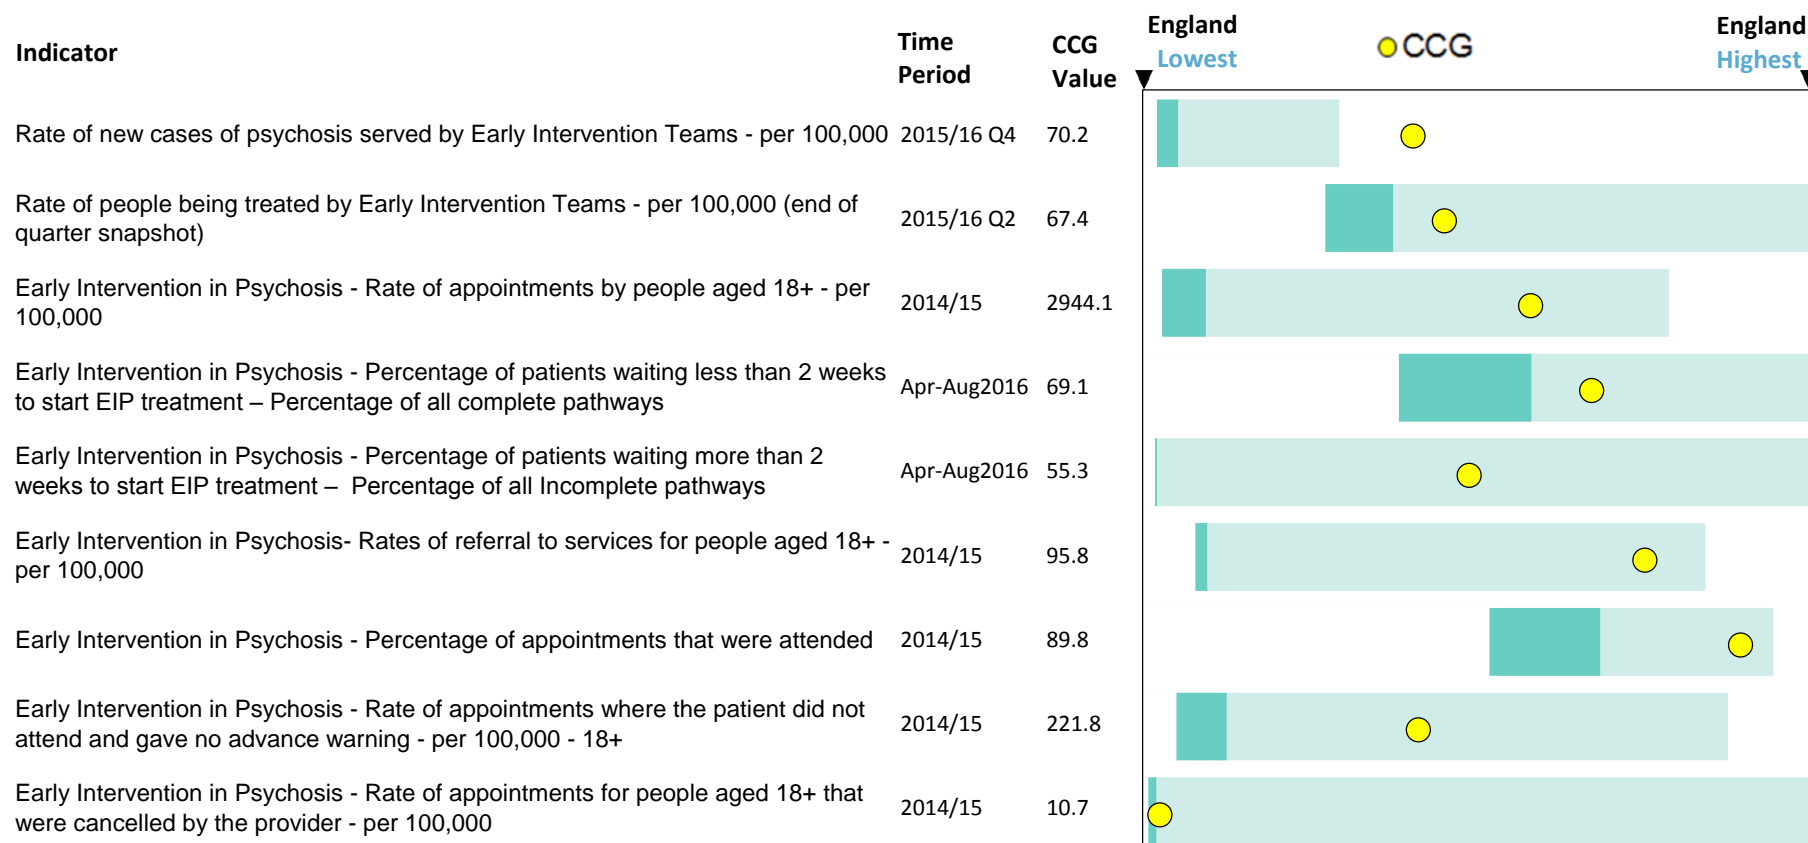 Indicator
Time
Period
CCG
Value
England
Lowest
CCG
England
Highest
Rate of new cases of psychosis served by Early Intervention Teams - per 100,000 2015/16 Q4 70.2
Rate of people being treated by Early Intervention Teams - per 100,000 (end of
quarter snapshot)
2015/16 Q2 67.4
Early Intervention in Psychosis - Rate of appointments by people aged 18+ - per
100,000
2014/15 2944.1
Early Intervention in Psychosis - Percentage of patients waiting less than 2 weeks
to start EIP treatment – Percentage of all complete pathways
Apr-Aug2016 69.1
Early Intervention in Psychosis - Percentage of patients waiting more than 2
weeks to start EIP treatment – Percentage of all Incomplete pathways
Apr-Aug2016 55.3
Early Intervention in Psychosis- Rates of referral to services for people aged 18+ -
per 100,000
2014/15 95.8
Early Intervention in Psychosis - Percentage of appointments that were attended 2014/15 89.8
Early Intervention in Psychosis - Rate of appointments where the patient did not
attend and gave no advance warning - per 100,000 - 18+
2014/15 221.8
Early Intervention in Psychosis - Rate of appointments for people aged 18+ that
were cancelled by the provider - per 100,000
2014/15 10.7